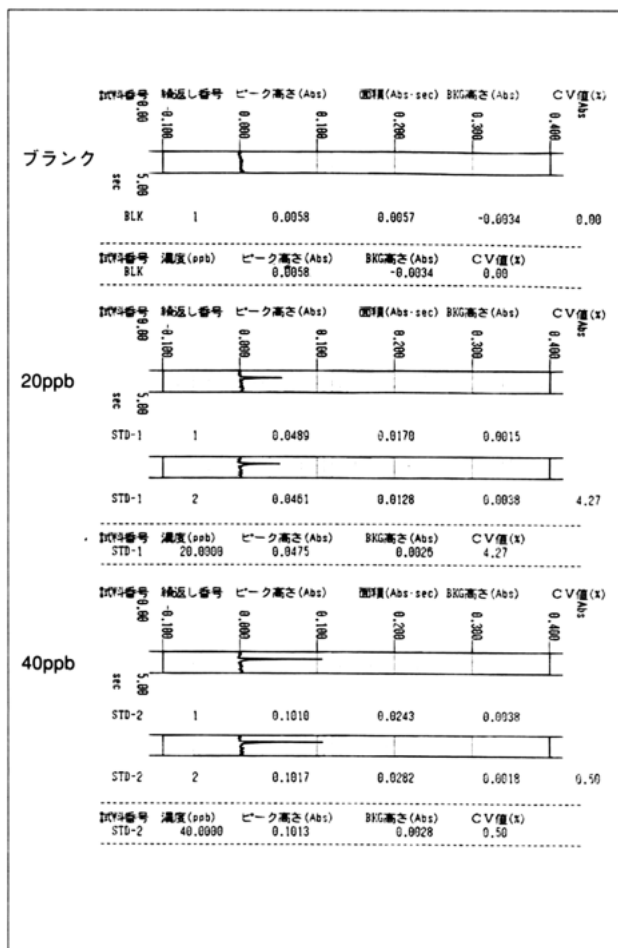 試料番号 繰返し番号 ピーク高さ(Abs) 面積(Abs·sec) BKG高さ(Abs) CV値(%)
0.00 -0.100 0.000 0.100 0.200 0.300 0.400 Abs
ブランク
sec 5.00
BLK 1 0.0058 0.0057 -0.0034 0.00
試料番号 濃度(ppb) ピーク高さ(Abs) BKG高さ(Abs) CV値(%)
BLK 0.0058 -0.0034 0.00
試料番号 繰返し番号 ピーク高さ(Abs) 面積(Abs·sec) BKG高さ(Abs) CV値(%)
0.00 -0.100 0.000 0.100 0.200 0.300 0.400 Abs
20ppb
sec 5.00
STD-1 1 0.0489 0.0170 0.0015
STD-1 2 0.0461 0.0128 0.0038 4.27
試料番号 濃度(ppb) ピーク高さ(Abs) BKG高さ(Abs) CV値(%)
STD-1 20.0000 0.0475 0.0026 4.27
試料番号 繰返し番号 ピーク高さ(Abs) 面積(Abs·sec) BKG高さ(Abs) CV値(%)
0.00 -0.100 0.000 0.100 0.200 0.300 0.400 Abs
40ppb
sec 5.00
STD-2 1 0.1010 0.0243 0.0038
STD-2 2 0.1017 0.0282 0.0018 0.50
試料番号 濃度(ppb) ピーク高さ(Abs) BKG高さ(Abs) CV値(%)
STD-2 40.0000 0.1013 0.0028 0.50